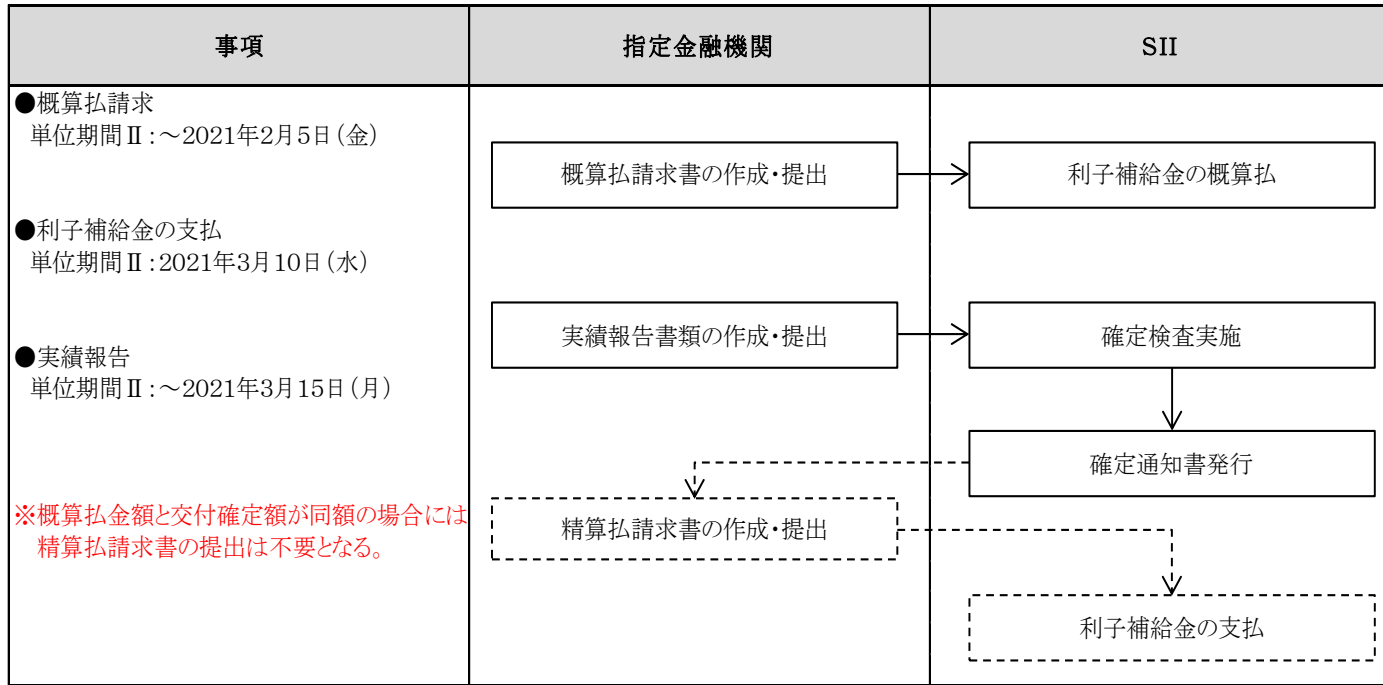 事項
指定金融機関
SII
●概算払請求
単位期間Ⅱ:~2021年2月5日(金)
●利子補給金の支払
単位期間Ⅱ:2021年3月10日(水)
●実績報告
単位期間Ⅱ:~2021年3月15日(月)
※概算払金額と交付確定額が同額の場合には
精算払請求書の提出は不要となる。
概算払請求書の作成・提出
利子補給金の概算払
実績報告書類の作成・提出
確定検査実施
確定通知書発行
精算払請求書の作成・提出
利子補給金の支払